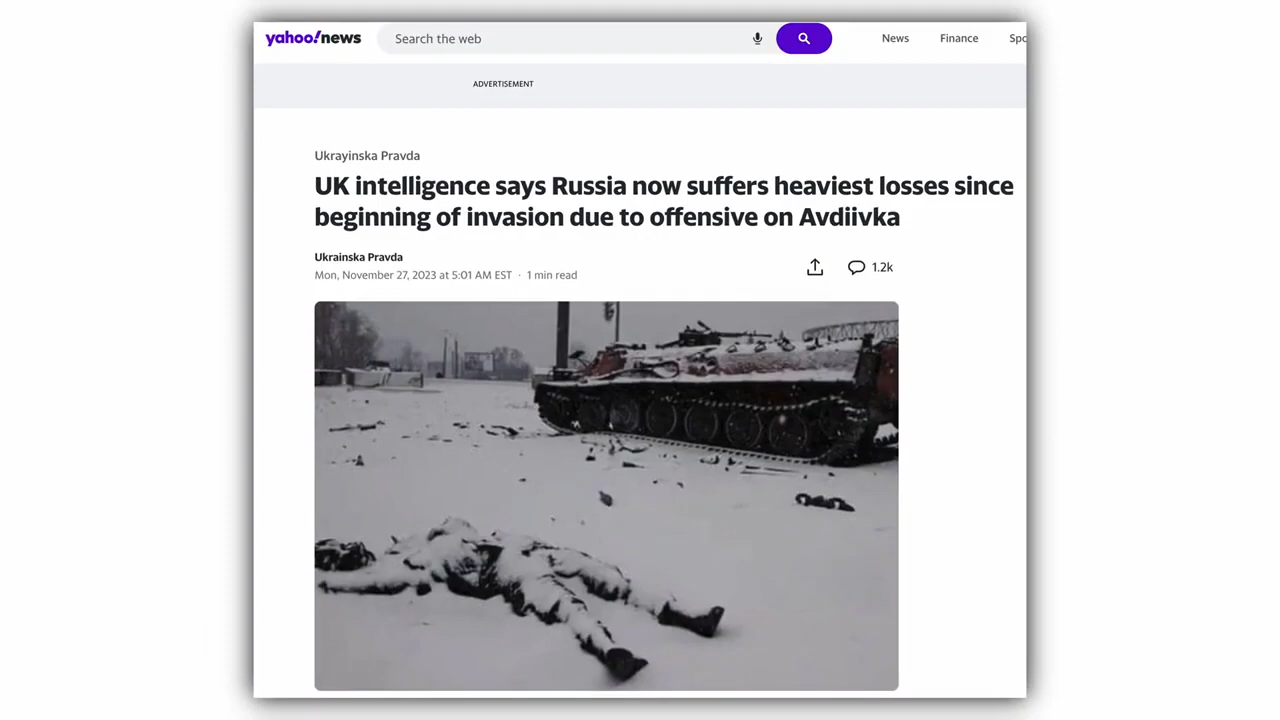 yahoo!news
Search the web
News
Finance
Spo
ADVERTISEMENT
Ukrayinska Pravda
UK intelligence says Russia now suffers heaviest losses since
beginning of invasion due to offensive on Avdiivka
Ukrainska Pravda
Mon, November 27, 2023 at 5:01 AM EST · 1 min read
1.2k